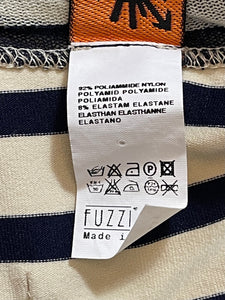 92% POLIAMMIDE NYLON
POLYAMID POLYAMIDE
POLIAMIDA
8% ELASTAM ELASTANE
ELASTHAN ELASTHANNE
ELASTANO
FUZZI
Made i